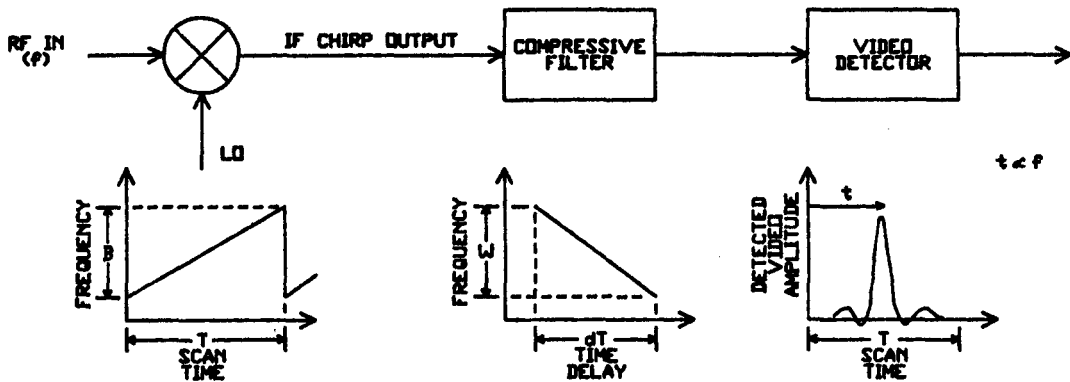 RF IN
(f)
IF CHIRP OUTPUT
COMPRESSIVE
FILTER
VIDEO
DETECTOR
LO
t ∝ f
FREQUENCY
B
T
SCAN
TIME
FREQUENCY
W
dT
TIME
DELAY
DETECTED
VIDEO
AMPLITUDE
t
T
SCAN
TIME